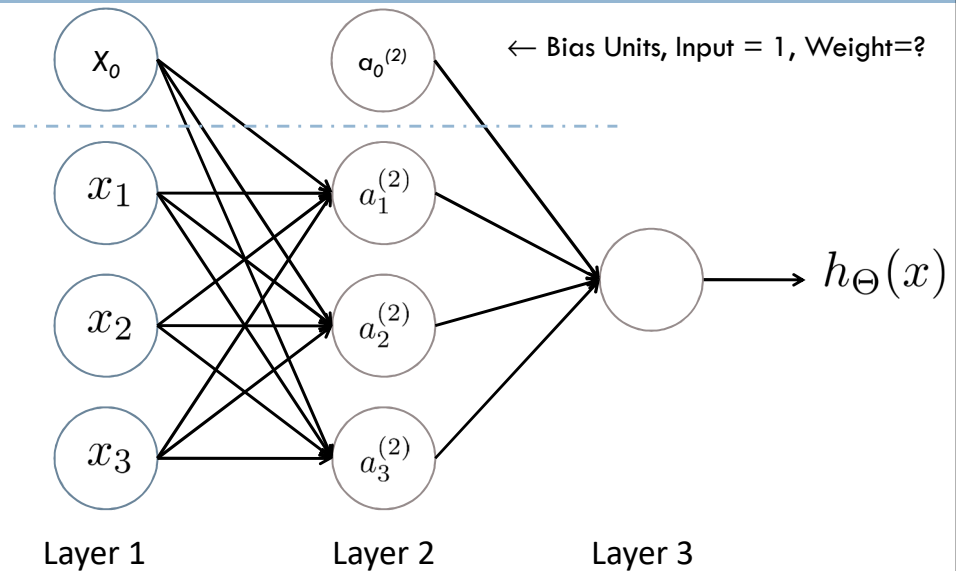 X₀
a₀⁽²⁾
← Bias Units, Input = 1, Weight=?
x₁
a₁⁽²⁾
x₂
a₂⁽²⁾
h_Θ(x)
x₃
a₃⁽²⁾
Layer 1
Layer 2
Layer 3